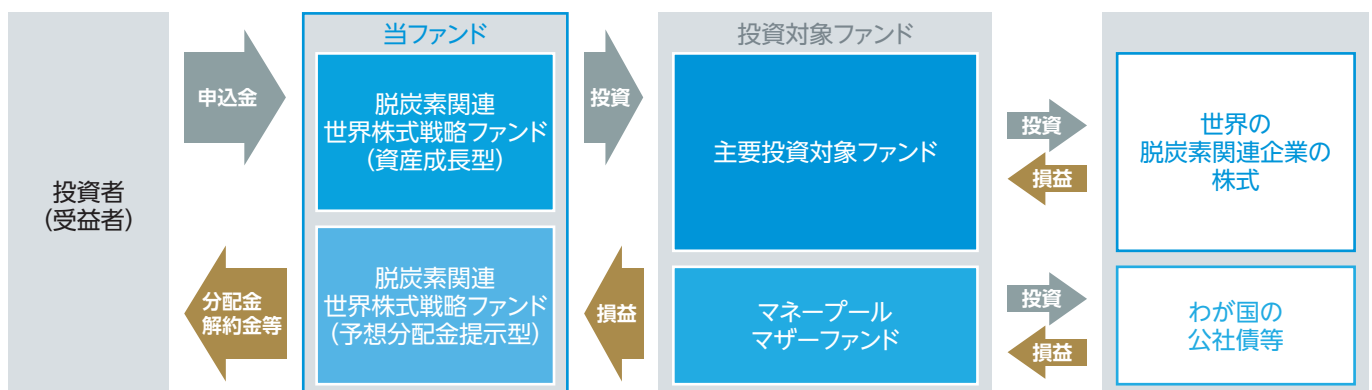 投資者
(受益者)
申込金
分配金
解約金等
当ファンド
脱炭素関連
世界株式戦略ファンド
(資産成長型)
脱炭素関連
世界株式戦略ファンド
(予想分配金提示型)
投資
損益
投資対象ファンド
主要投資対象ファンド
マネープール
マザーファンド
投資
損益
投資
損益
世界の
脱炭素関連企業の
株式
わが国の
公社債等